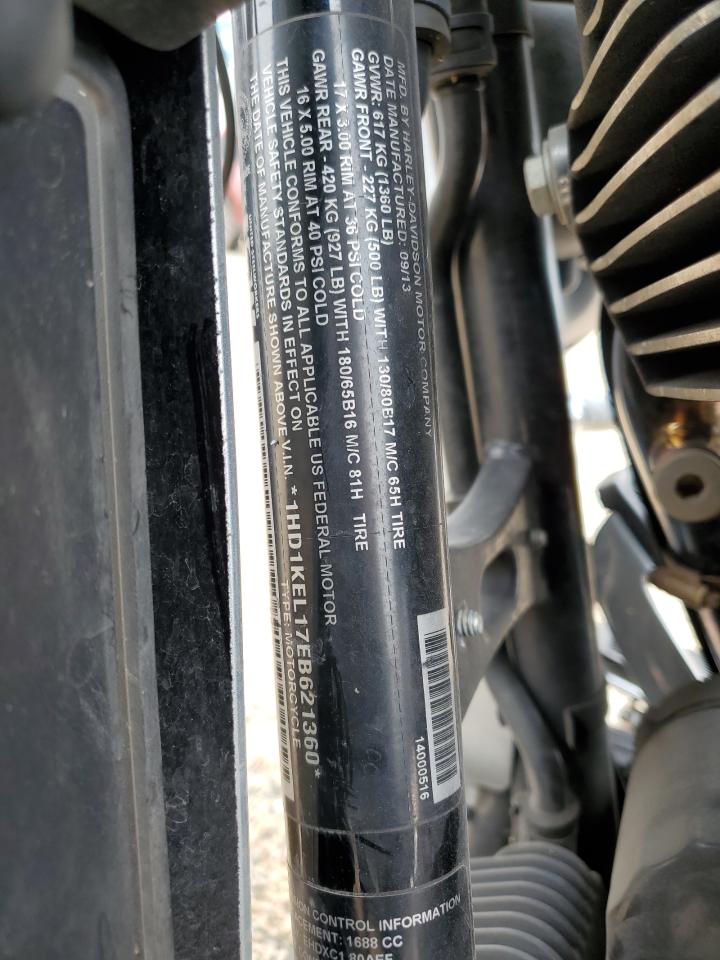 MFD. BY HARLEY-DAVIDSON MOTOR COMPANY
DATE MANUFACTURED: 09/13
GVWR: 617 KG (1360 LB)
GAWR FRONT - 227 KG (500 LB) WITH 130/80B17 M/C 65H TIRE
17 X 3.00 RIM AT 36 PSI COLD
GAWR REAR - 420 KG (927 LB) WITH 180/65B16 M/C 81H TIRE
16 X 5.00 RIM AT 40 PSI COLD
THIS VEHICLE CONFORMS TO ALL APPLICABLE US FEDERAL MOTOR
VEHICLE SAFETY STANDARDS IN EFFECT ON
THE DATE OF MANUFACTURE SHOWN ABOVE V.I.N. *1HD1KEL17EB621360*
TYPE: MOTORCYCLE
14000516
CONTROL INFORMATION
1688 CC